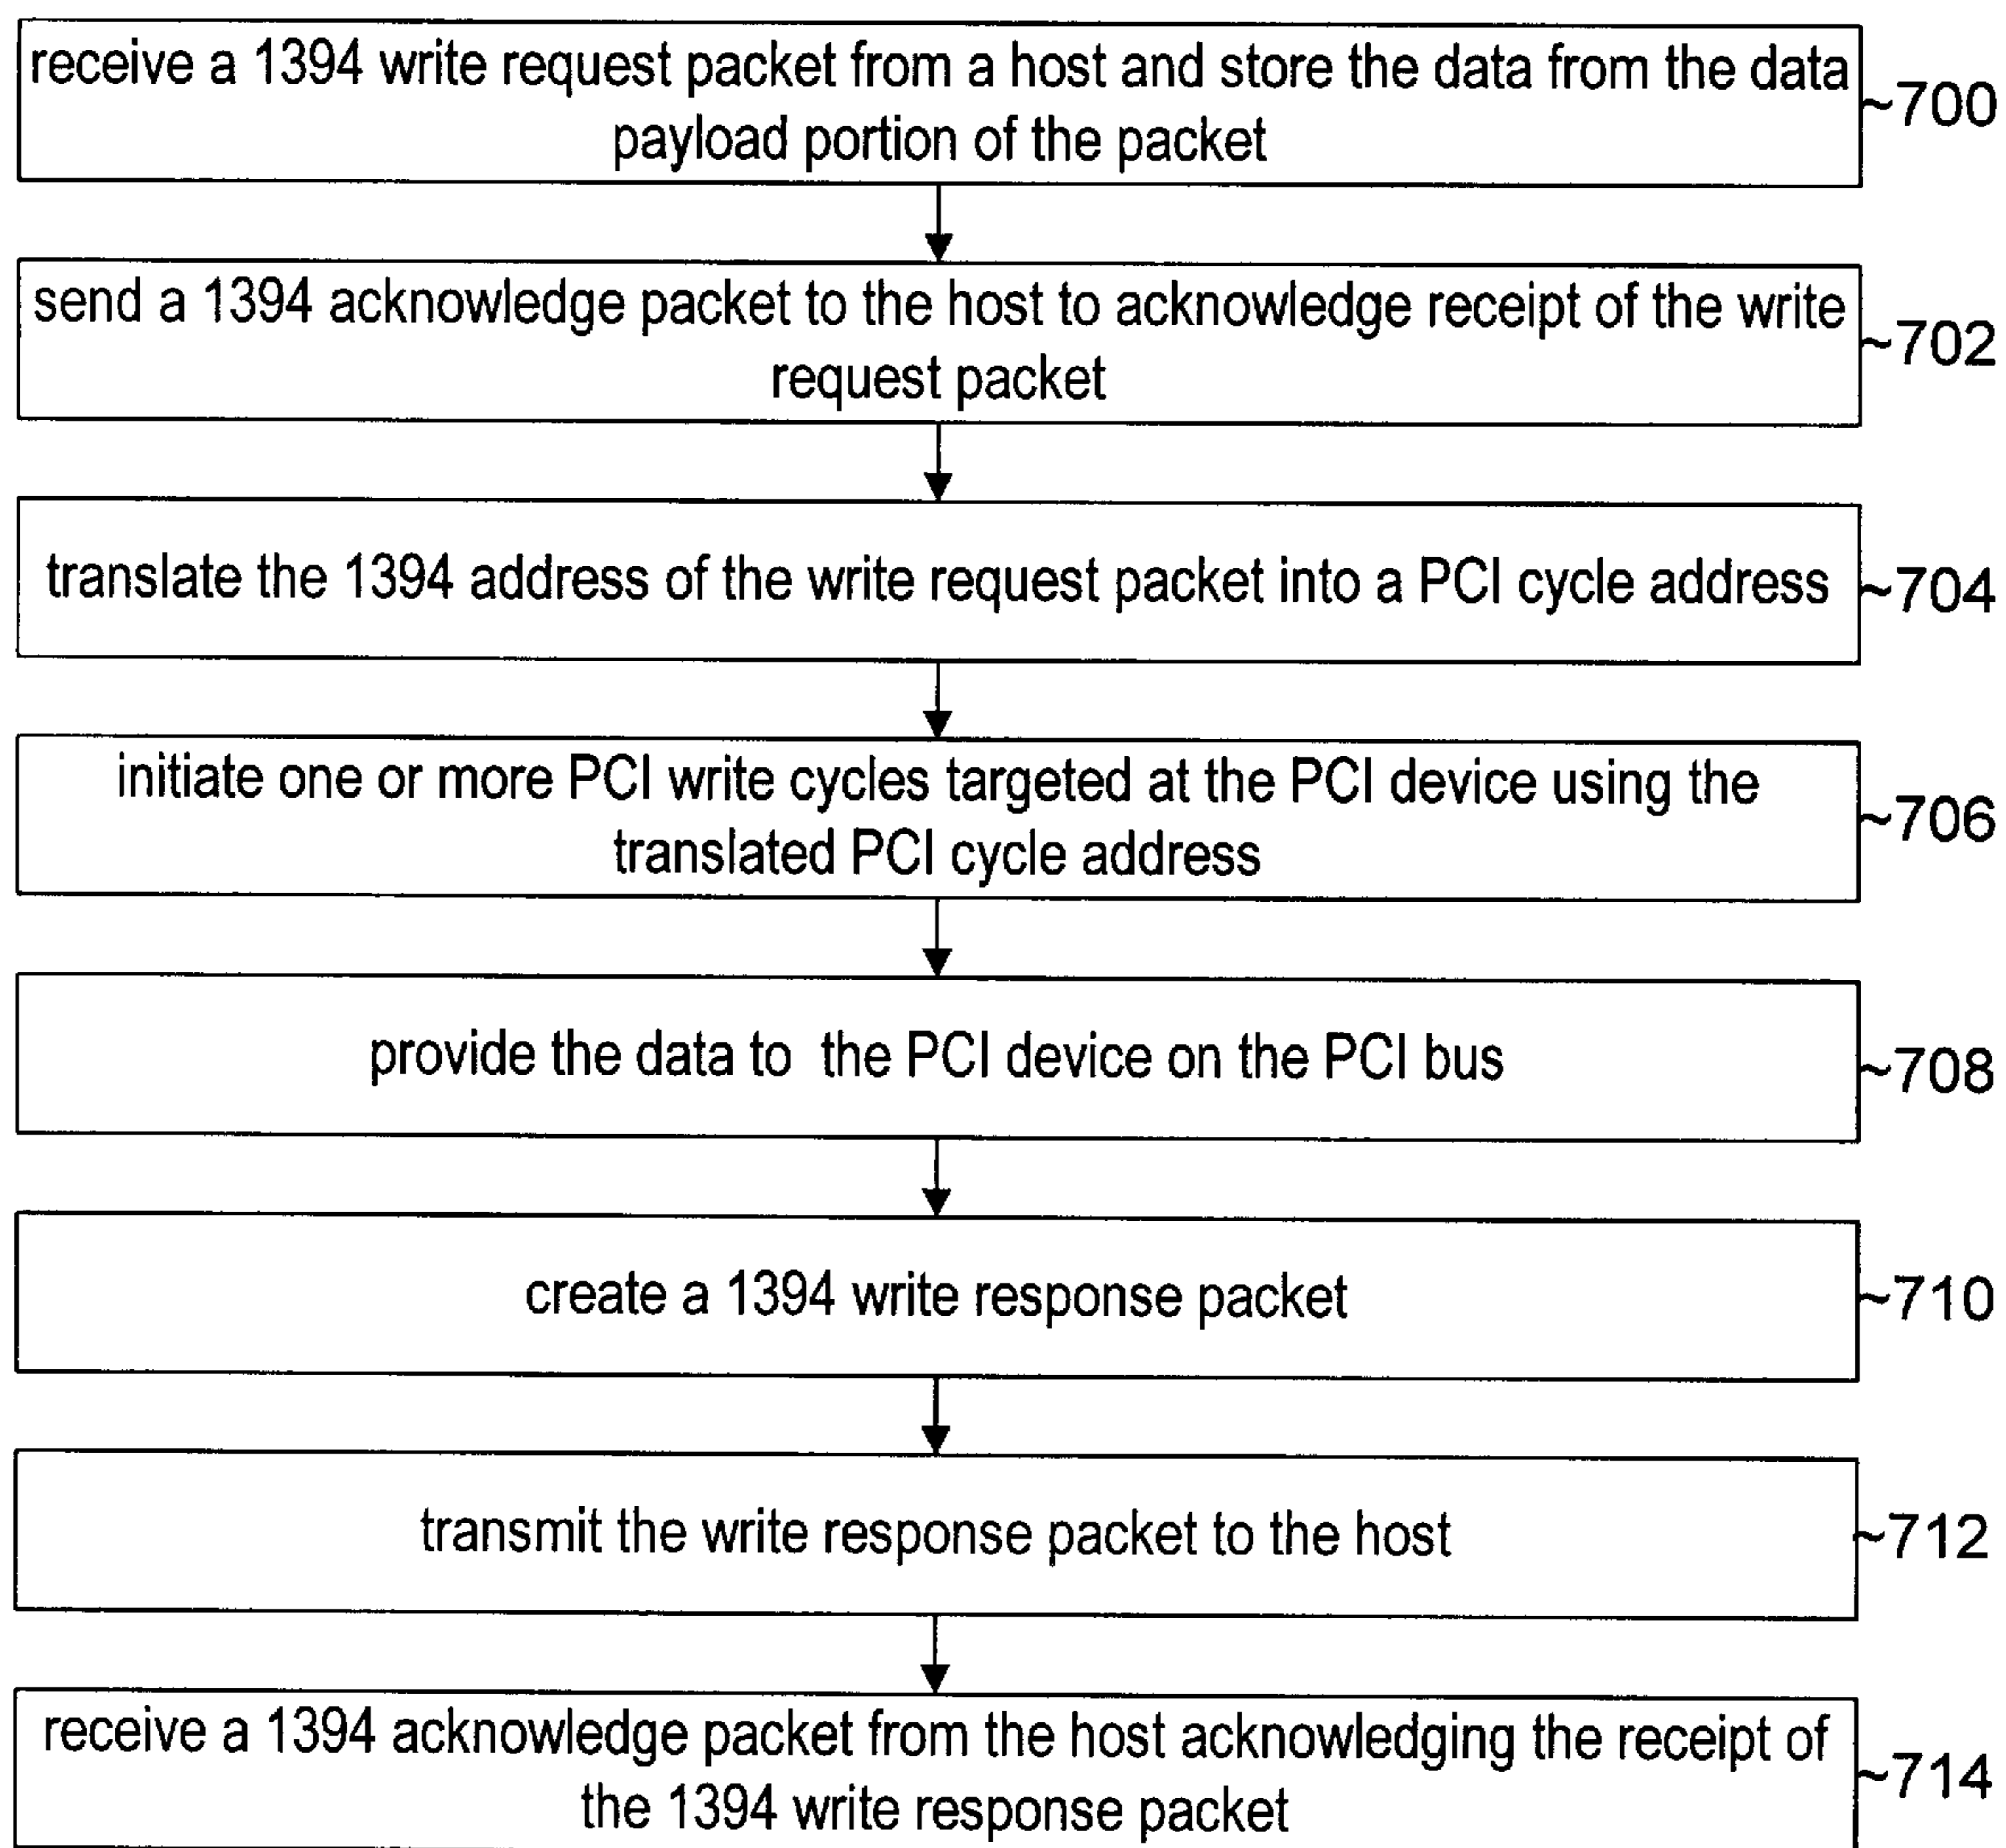 receive a 1394 write request packet from a host and store the data from the data
payload portion of the packet
~700
send a 1394 acknowledge packet to the host to acknowledge receipt of the write
request packet
~702
translate the 1394 address of the write request packet into a PCI cycle address
~704
initiate one or more PCI write cycles targeted at the PCI device using the
translated PCI cycle address
~706
provide the data to the PCI device on the PCI bus
~708
create a 1394 write response packet
~710
transmit the write response packet to the host
~712
receive a 1394 acknowledge packet from the host acknowledging the receipt of
the 1394 write response packet
~714